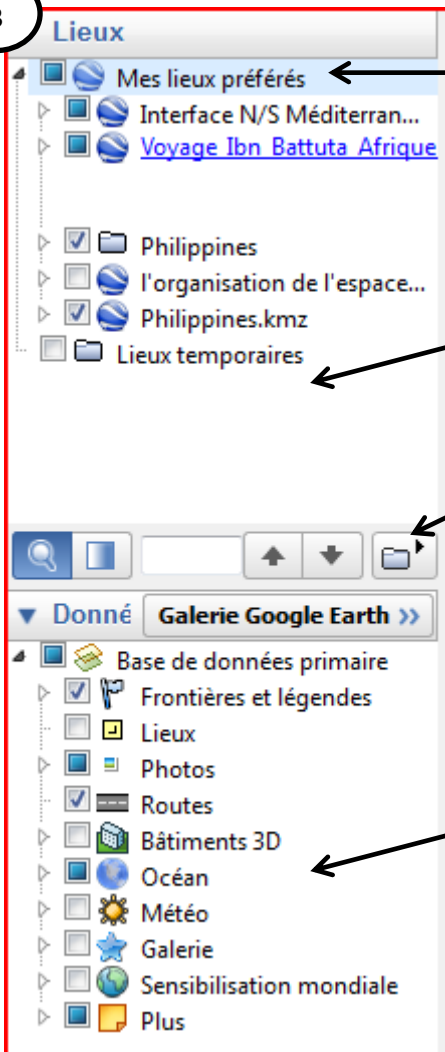 3
Lieux
Mes lieux préférés
Interface N/S Méditerran...
Voyage Ibn Battuta Afrique
Philippines
l'organisation de l'espace...
Philippines.kmz
Lieux temporaires
Donné
Galerie Google Earth >>
Base de données primaire
Frontières et légendes
Lieux
Photos
Routes
Bâtiments 3D
Océan
Météo
Galerie
Sensibilisation mondiale
Plus